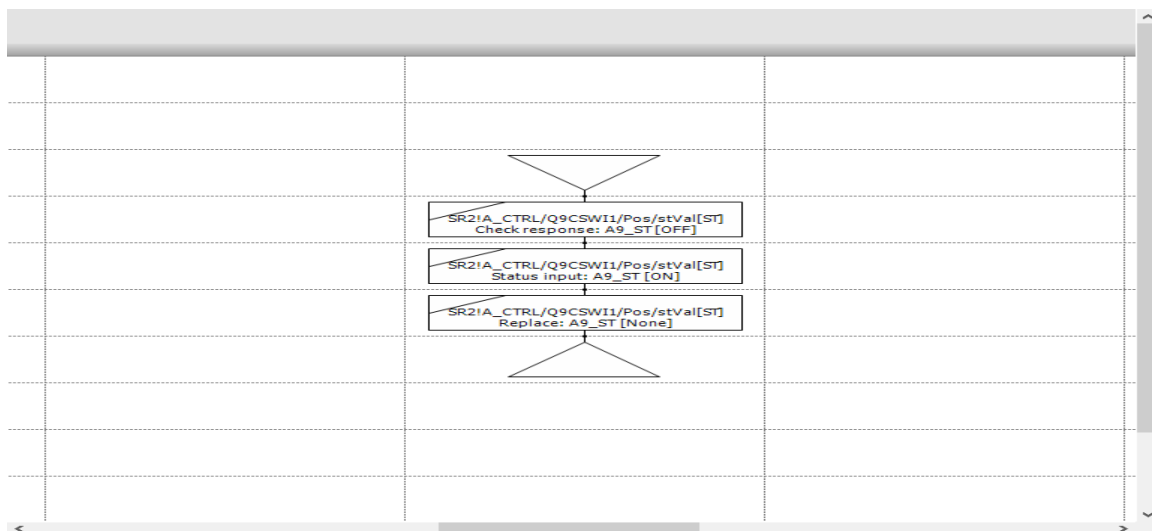 SR2!A_CTRL/Q9CSWI1/Pos/stVal[ST]
Check response: A9_ST [OFF]
SR2!A_CTRL/Q9CSWI1/Pos/stVal[ST]
Status input: A9_ST [ON]
SR2!A_CTRL/Q9CSWI1/Pos/stVal[ST]
Replace: A9_ST [None]